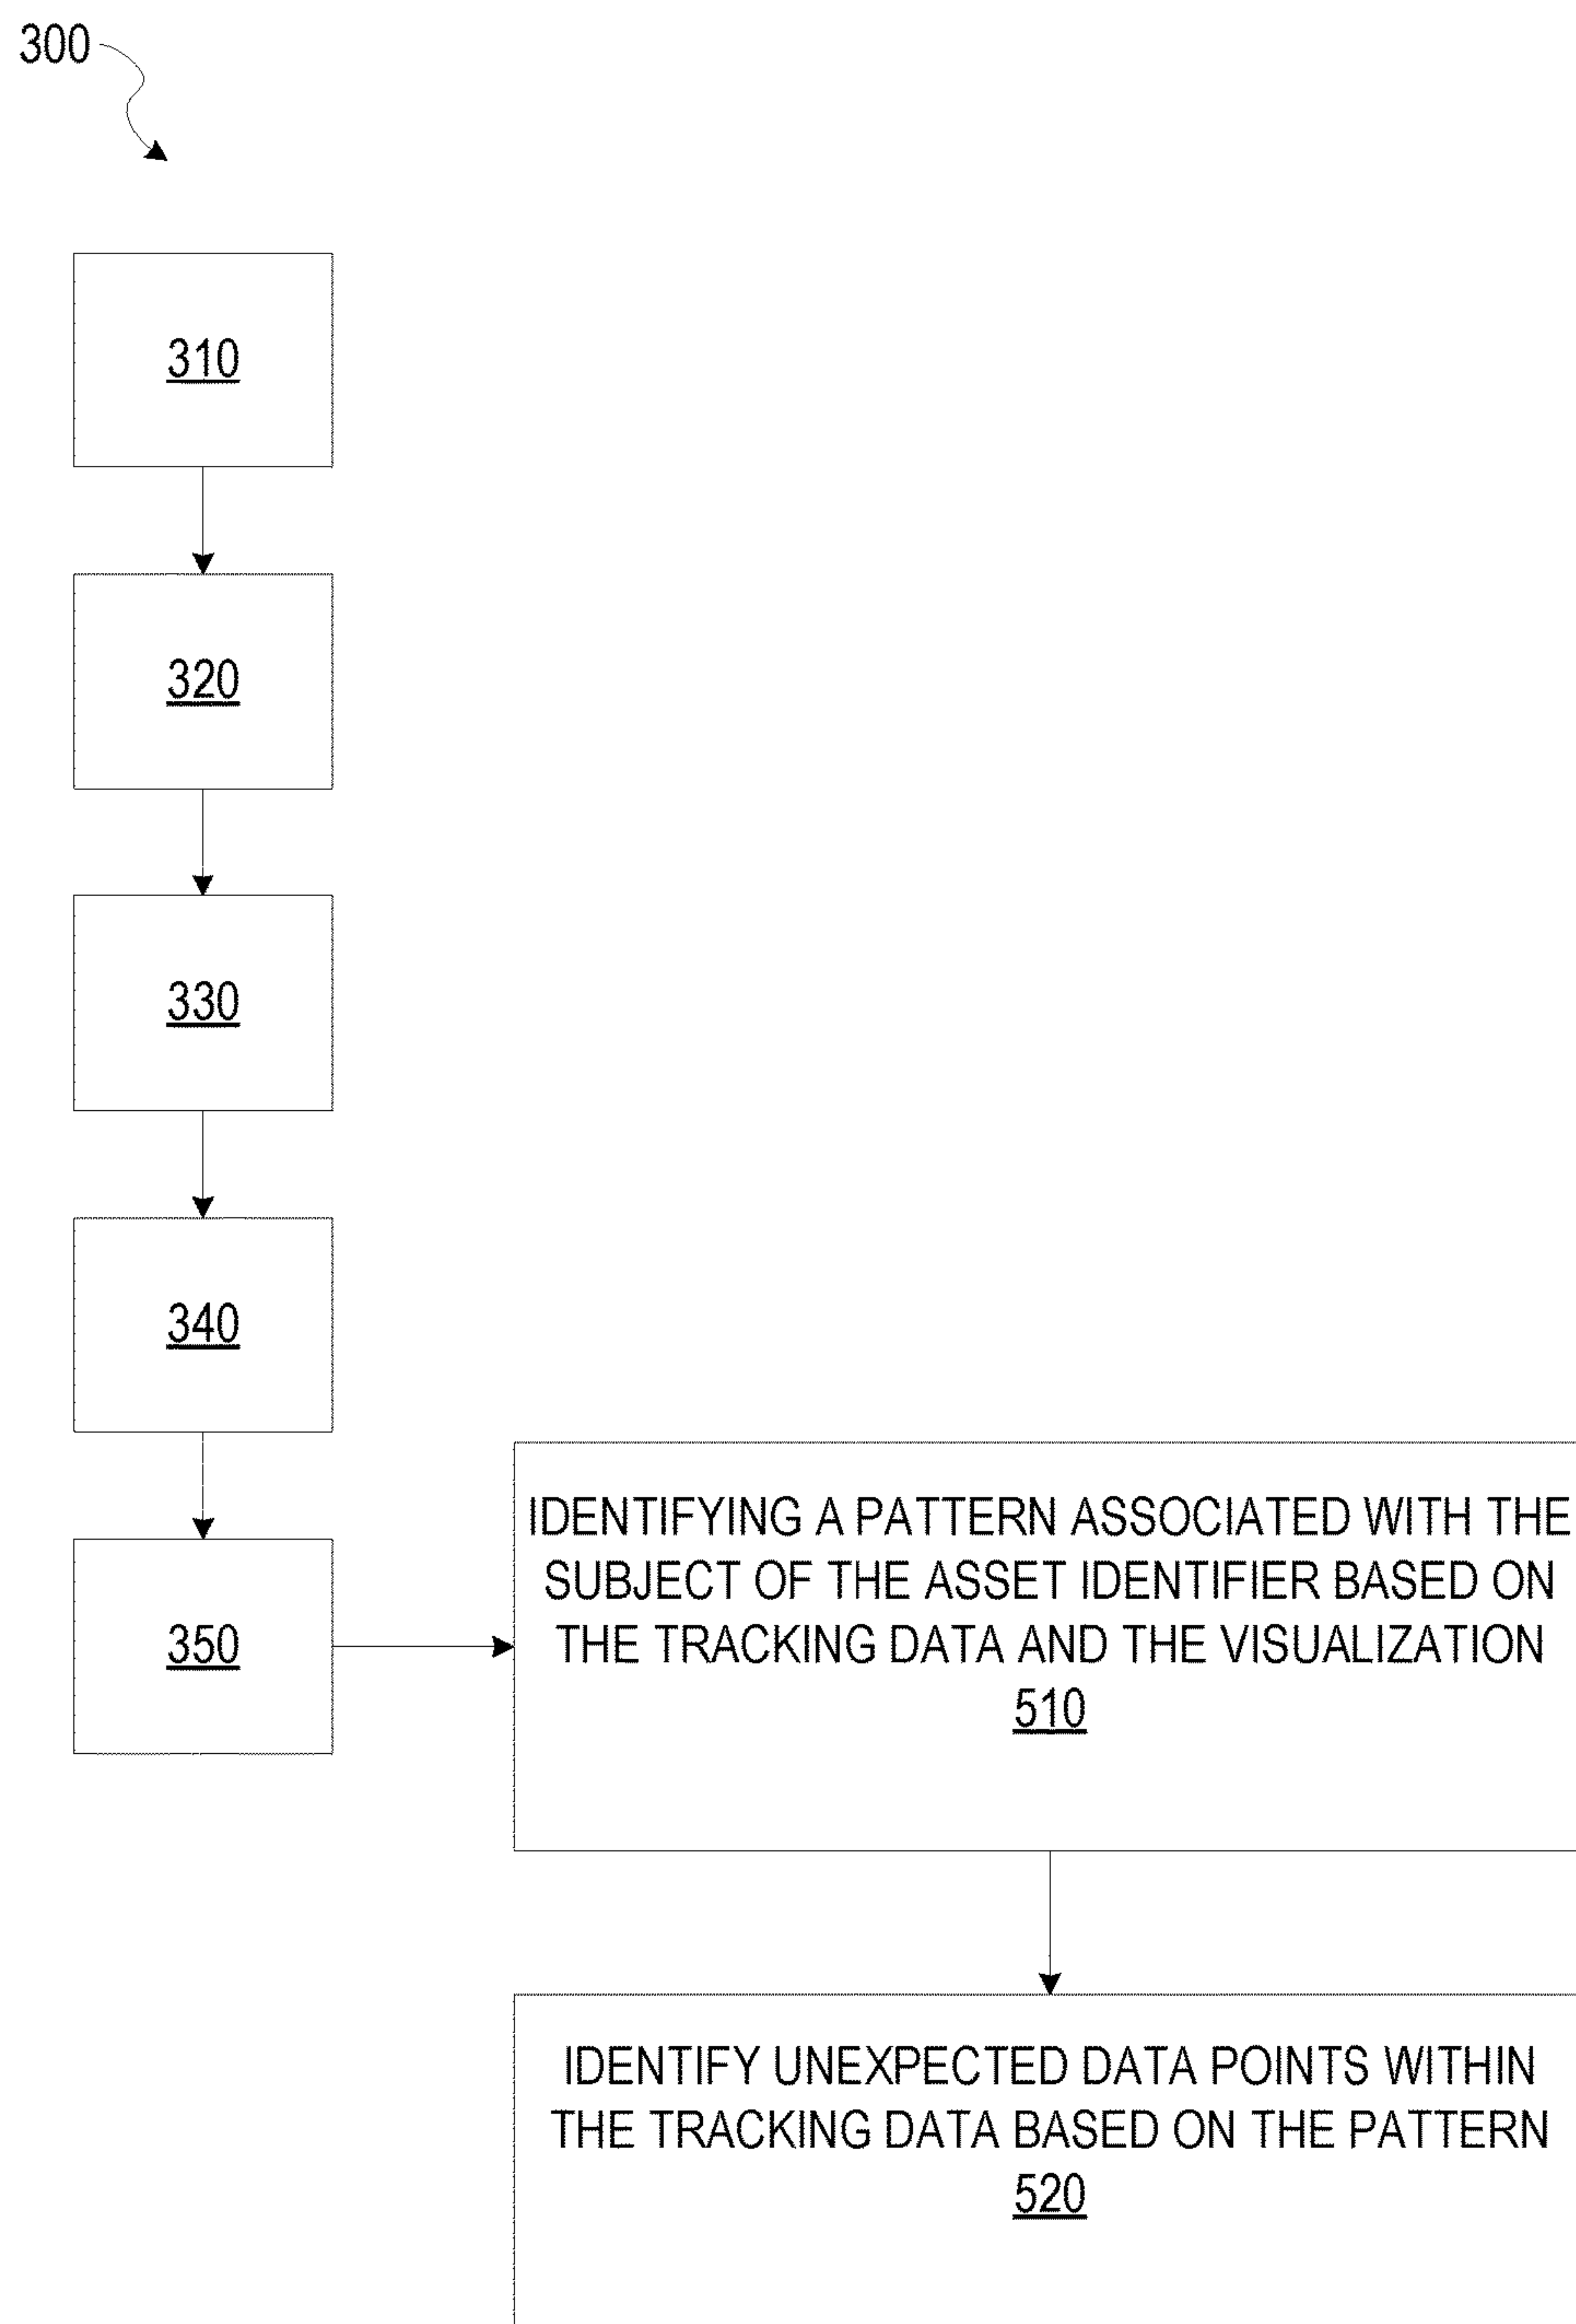 300
310
320
330
340
350
IDENTIFYING A PATTERN ASSOCIATED WITH THE
SUBJECT OF THE ASSET IDENTIFIER BASED ON
THE TRACKING DATA AND THE VISUALIZATION
510
IDENTIFY UNEXPECTED DATA POINTS WITHIN
THE TRACKING DATA BASED ON THE PATTERN
520